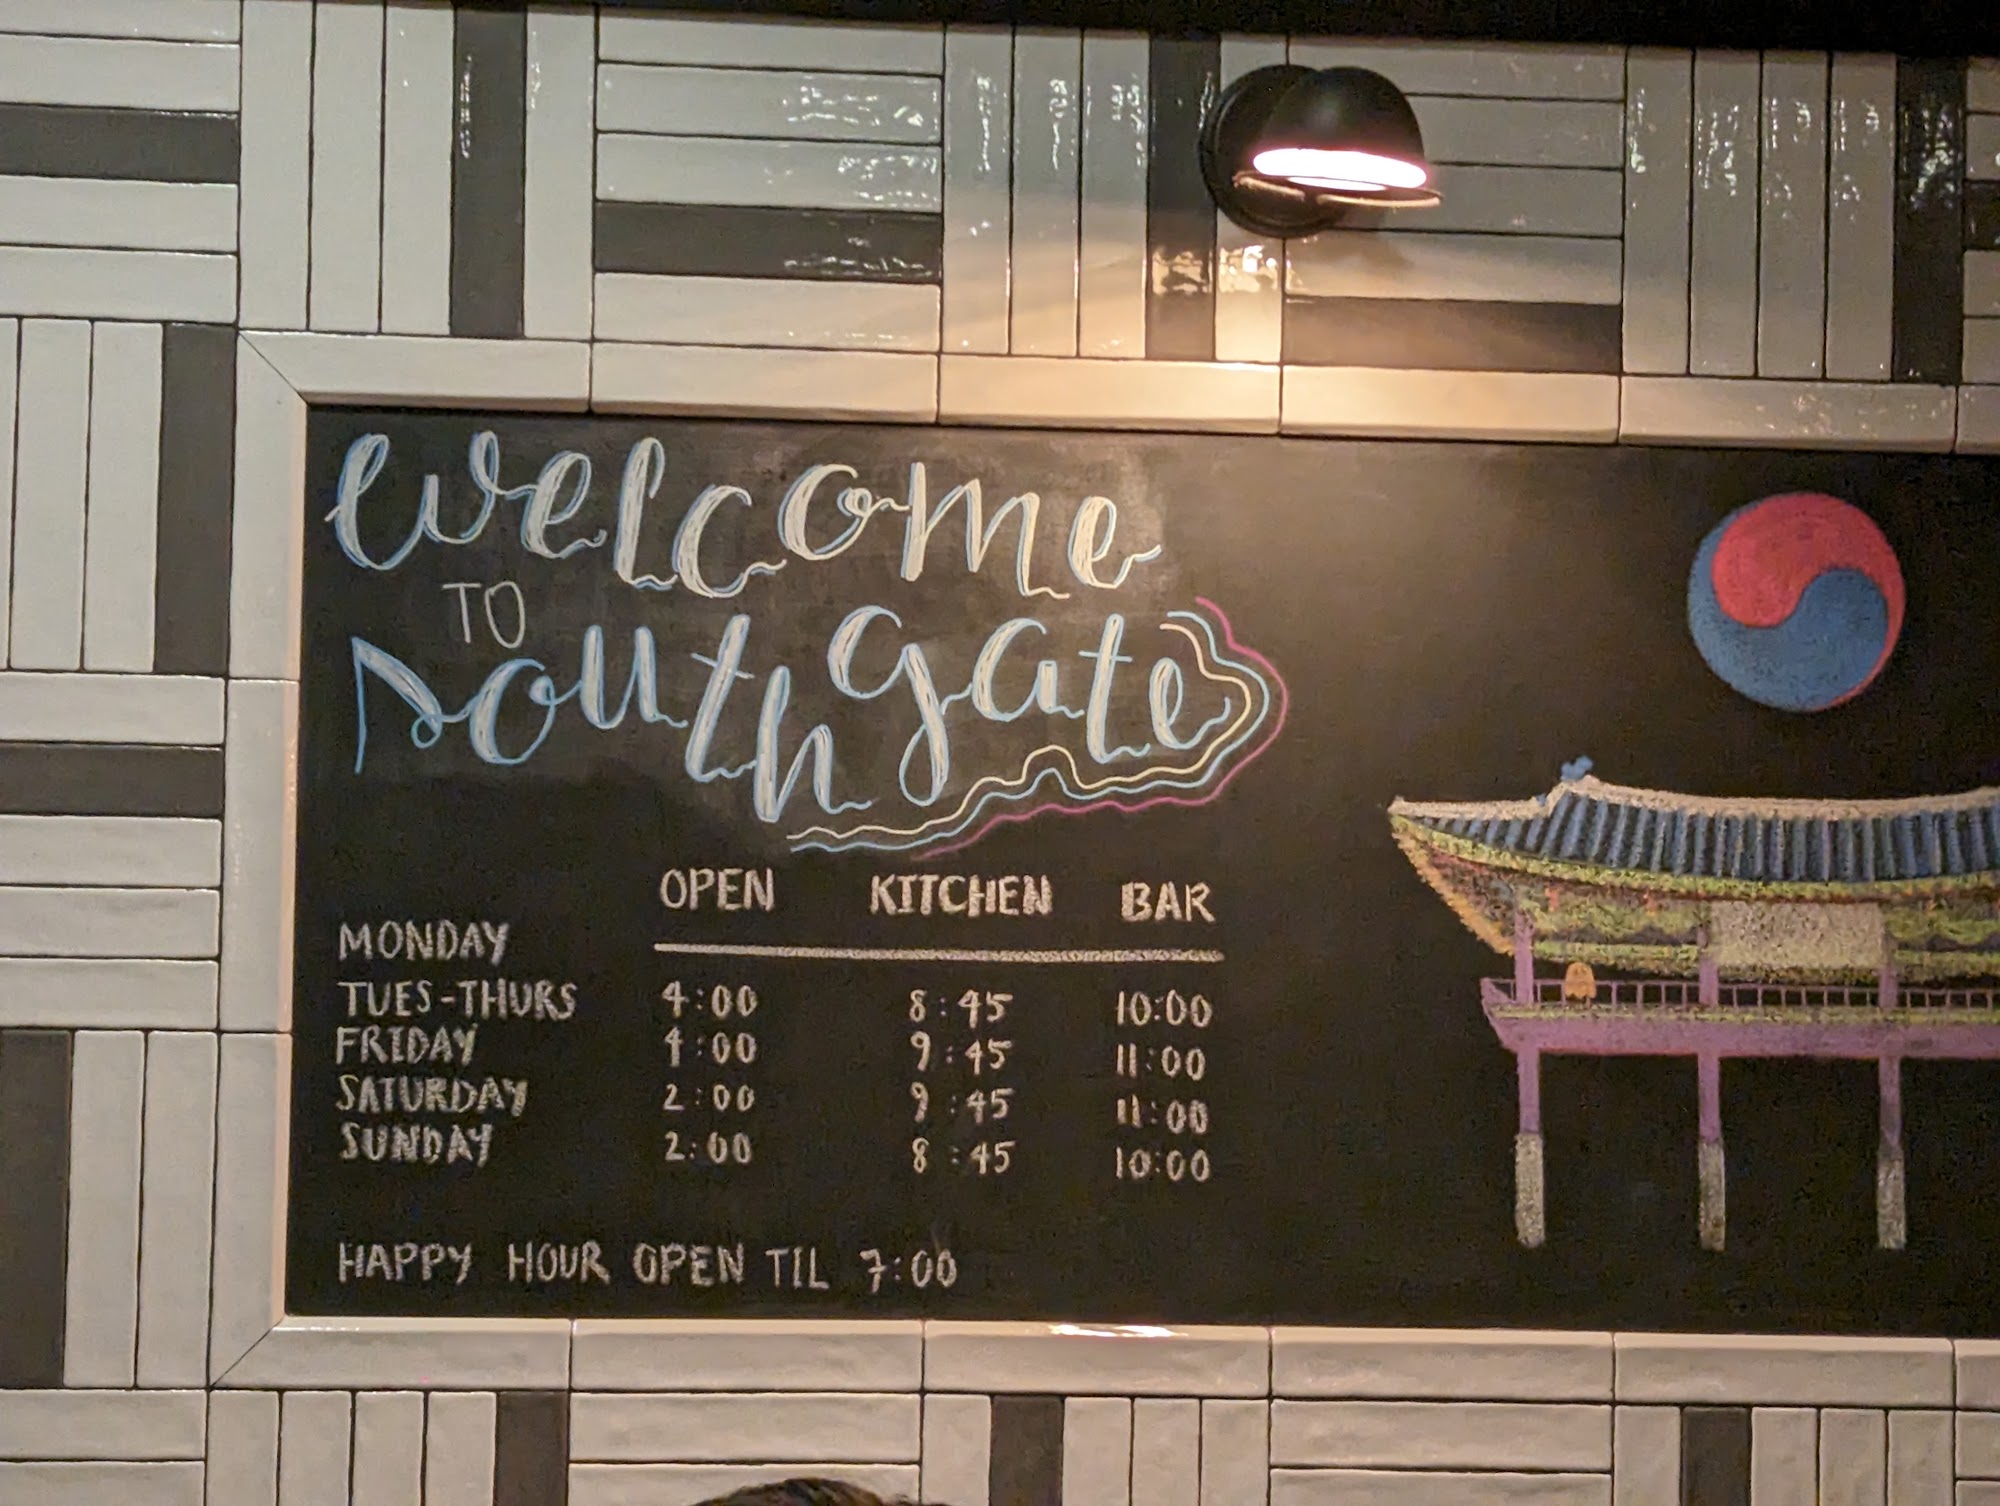 welcome
TO
southgate
OPEN KITCHEN BAR
MONDAY
TUES-THURS 4:00 8:45 10:00
FRIDAY 4:00 9:45 11:00
SATURDAY 2:00 9:45 11:00
SUNDAY 2:00 8:45 10:00
HAPPY HOUR OPEN TIL 7:00